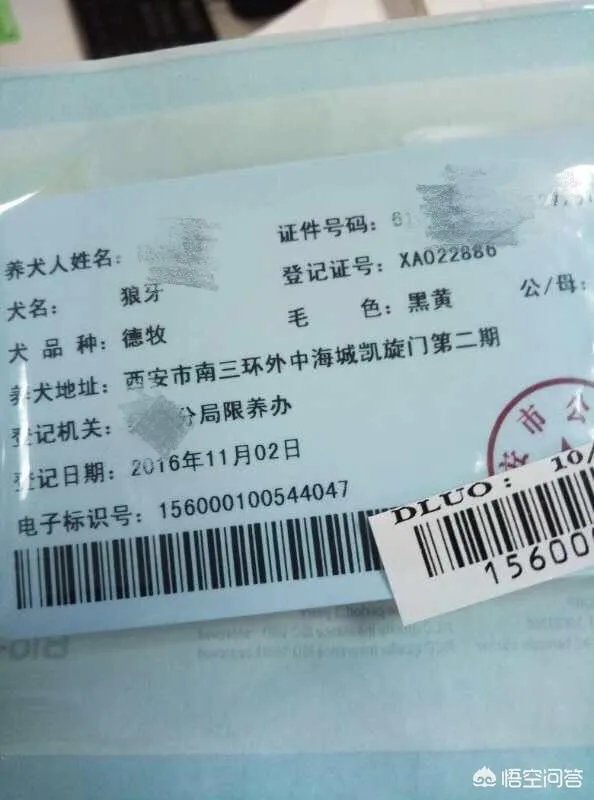 养犬人姓名:
证件号码: 61
犬名: 狼牙
登记证号: XA022886
犬 品 种: 德牧
毛 色: 黑黄
公/母:
养犬地址: 西安市南三环外中海城凯旋门第二期
登记机关: 分局限养办
登记日期: 2016年11月02日
电子标识号: 156000100544047
安市公
DLUO: 10/
15600
悟空问答